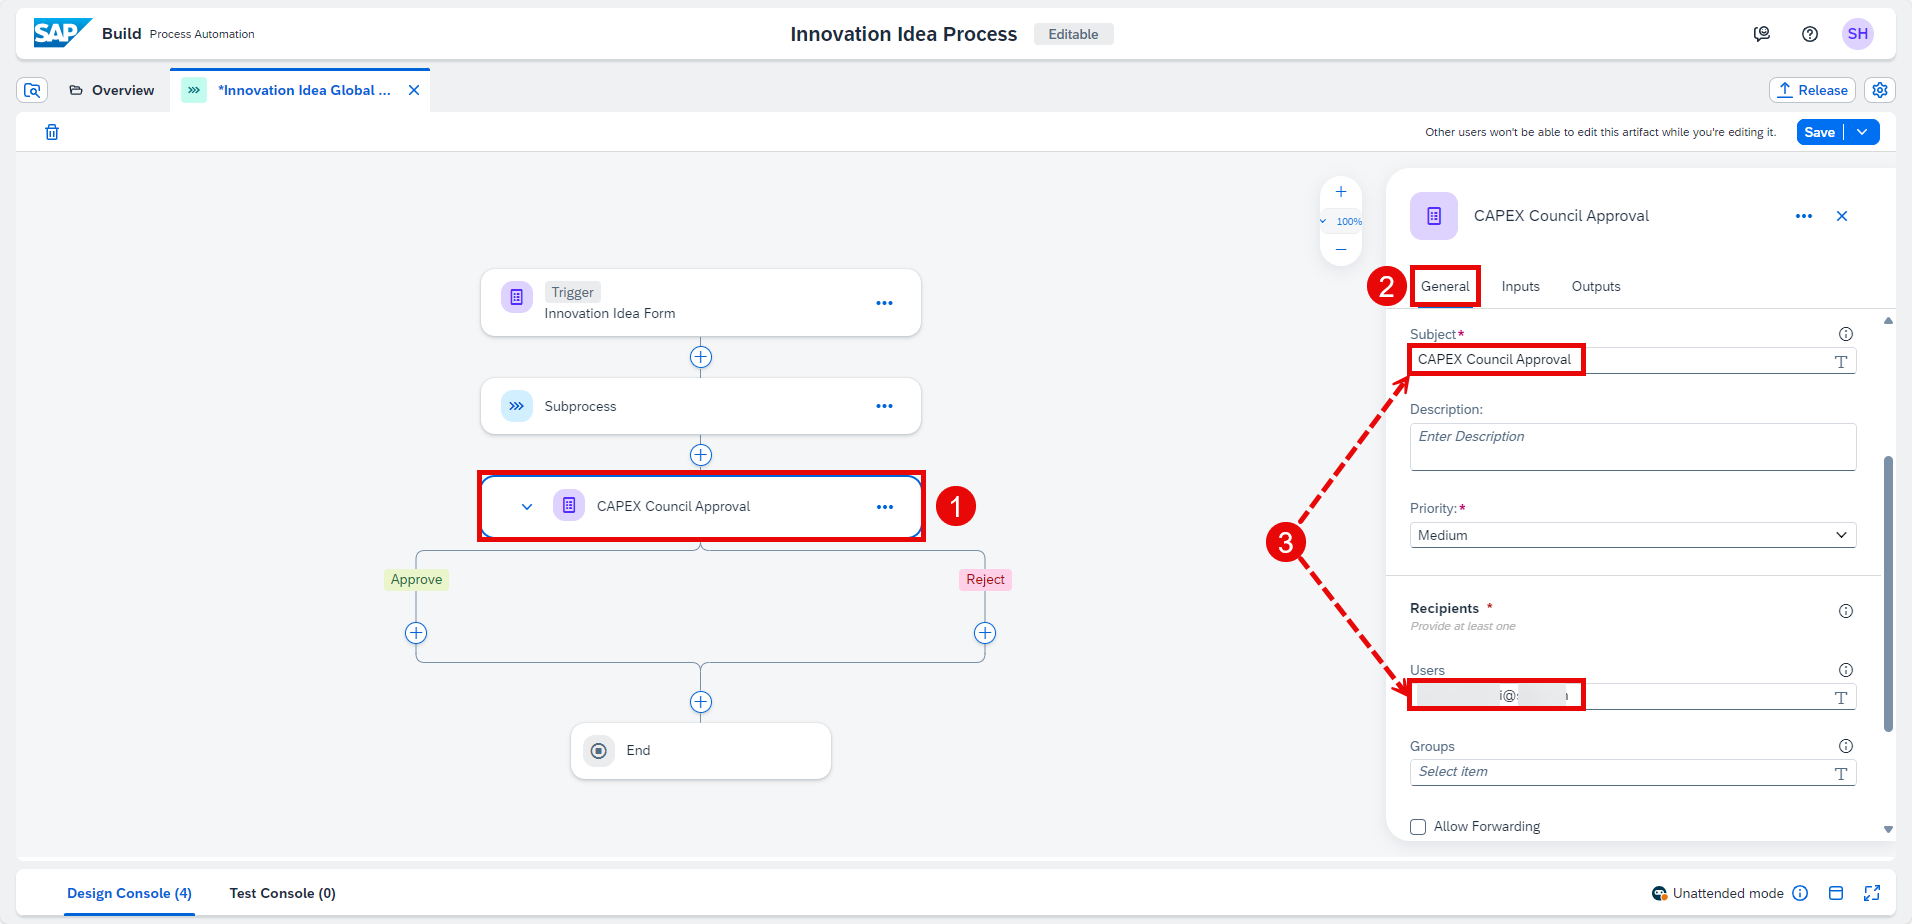 SAP Build Process Automation
Innovation Idea Process Editable
SH
Overview
*Innovation Idea Global ...
Release
Other users won't be able to edit this artifact while you're editing it.
Save
100%
Trigger
Innovation Idea Form
Subprocess
CAPEX Council Approval
1
Approve
Reject
End
CAPEX Council Approval
2
General Inputs Outputs
Subject*
CAPEX Council Approval
Description:
Enter Description
Priority:*
Medium
3
Recipients *
Provide at least one
Users
Groups
Select item
Allow Forwarding
Design Console (4) Test Console (0)
Unattended mode